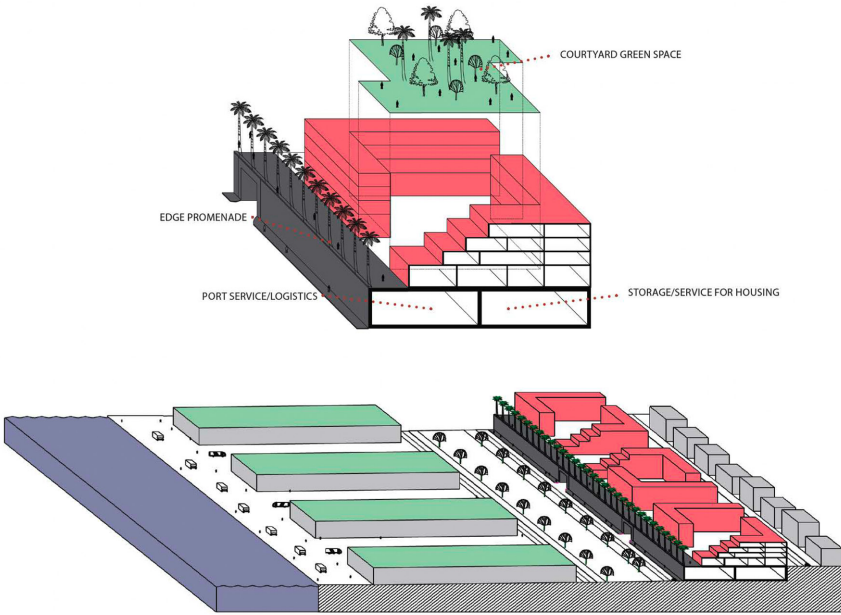 COURTYARD GREEN SPACE
EDGE PROMENADE
PORT SERVICE/LOGISTICS
STORAGE/SERVICE FOR HOUSING